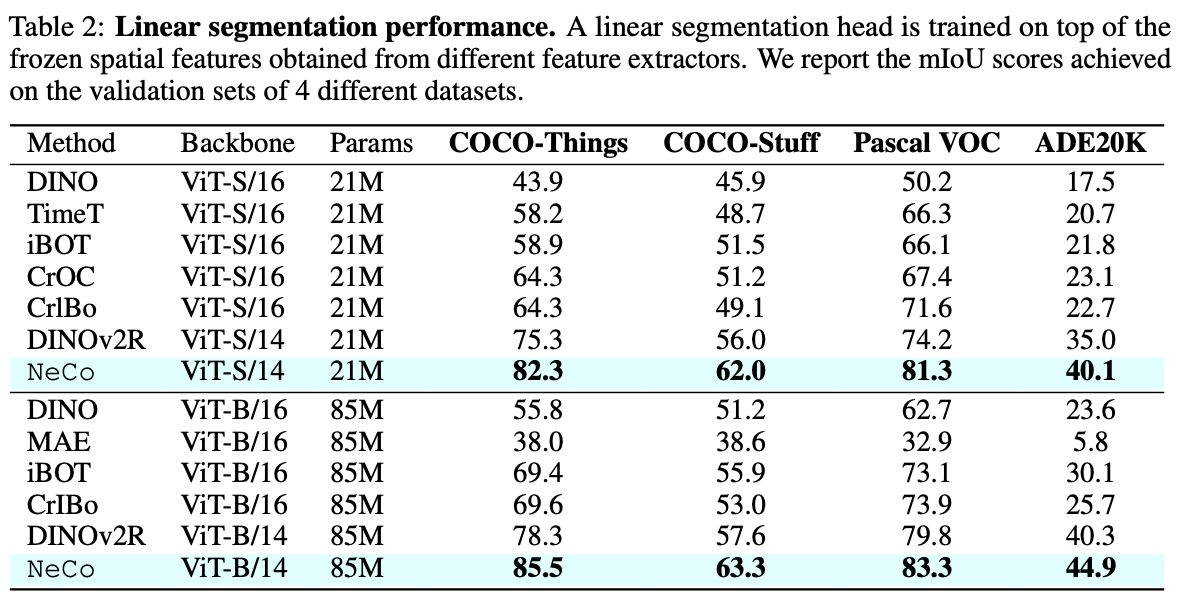 Table 2: Linear segmentation performance. A linear segmentation head is trained on top of the
frozen spatial features obtained from different feature extractors. We report the mIoU scores achieved
on the validation sets of 4 different datasets.
Method Backbone Params COCO-Things COCO-Stuff Pascal VOC ADE20K
DINO ViT-S/16 21M 43.9 45.9 50.2 17.5
TimeT ViT-S/16 21M 58.2 48.7 66.3 20.7
iBOT ViT-S/16 21M 58.9 51.5 66.1 21.8
CrOC ViT-S/16 21M 64.3 51.2 67.4 23.1
CrlBo ViT-S/16 21M 64.3 49.1 71.6 22.7
DINOv2R ViT-S/14 21M 75.3 56.0 74.2 35.0
NeCo ViT-S/14 21M 82.3 62.0 81.3 40.1
DINO ViT-B/16 85M 55.8 51.2 62.7 23.6
MAE ViT-B/16 85M 38.0 38.6 32.9 5.8
iBOT ViT-B/16 85M 69.4 55.9 73.1 30.1
CrIBo ViT-B/16 85M 69.6 53.0 73.9 25.7
DINOv2R ViT-B/14 85M 78.3 57.6 79.8 40.3
NeCo ViT-B/14 85M 85.5 63.3 83.3 44.9